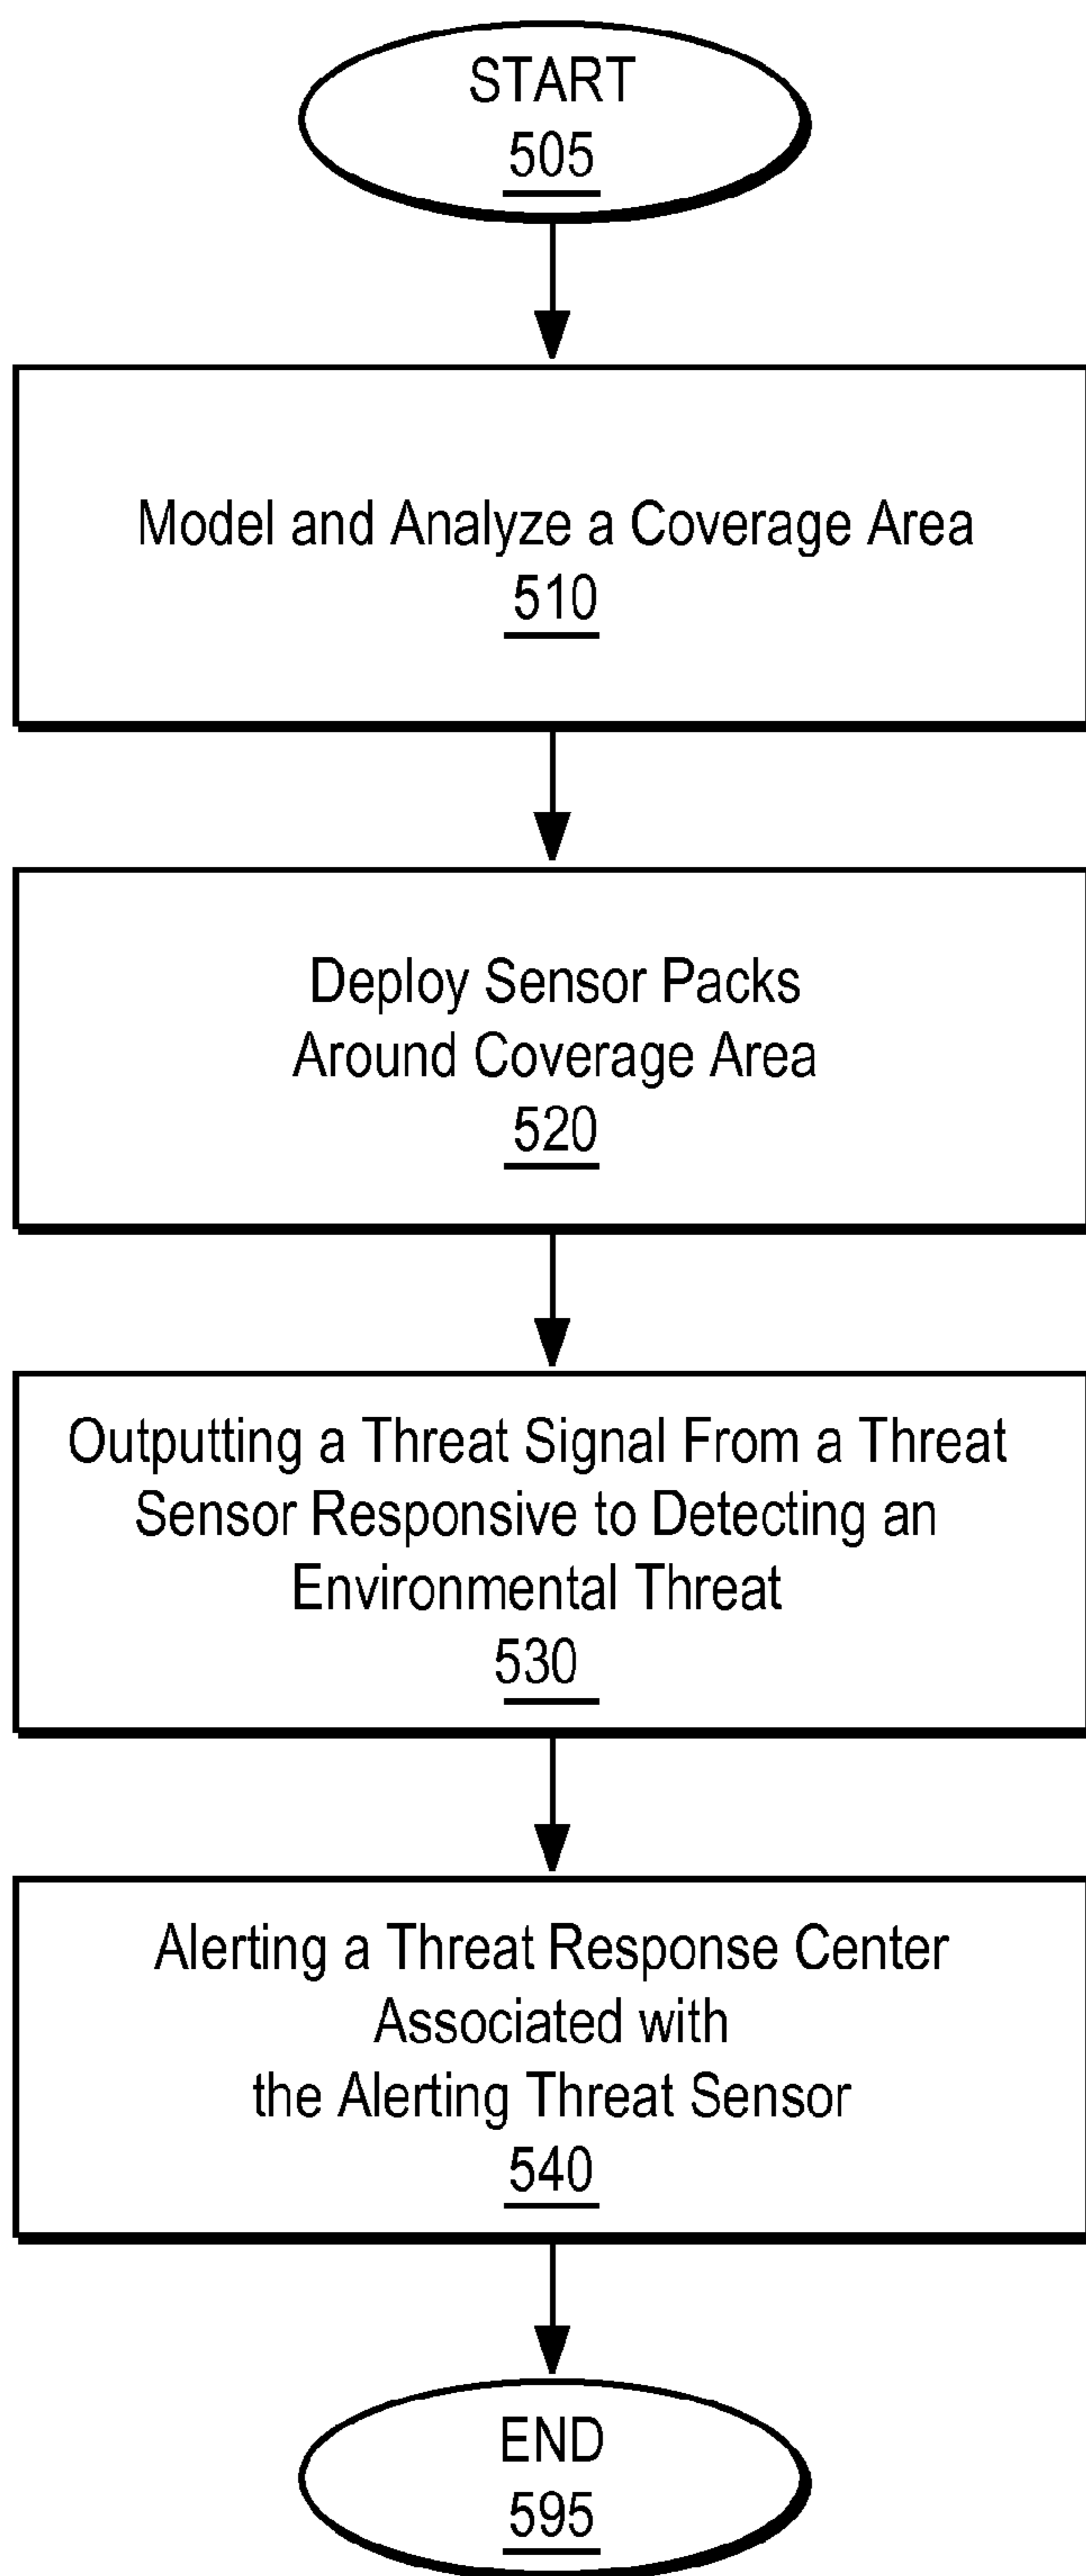 START
505
Model and Analyze a Coverage Area
510
Deploy Sensor Packs
Around Coverage Area
520
Outputting a Threat Signal From a Threat
Sensor Responsive to Detecting an
Environmental Threat
530
Alerting a Threat Response Center
Associated with
the Alerting Threat Sensor
540
END
595